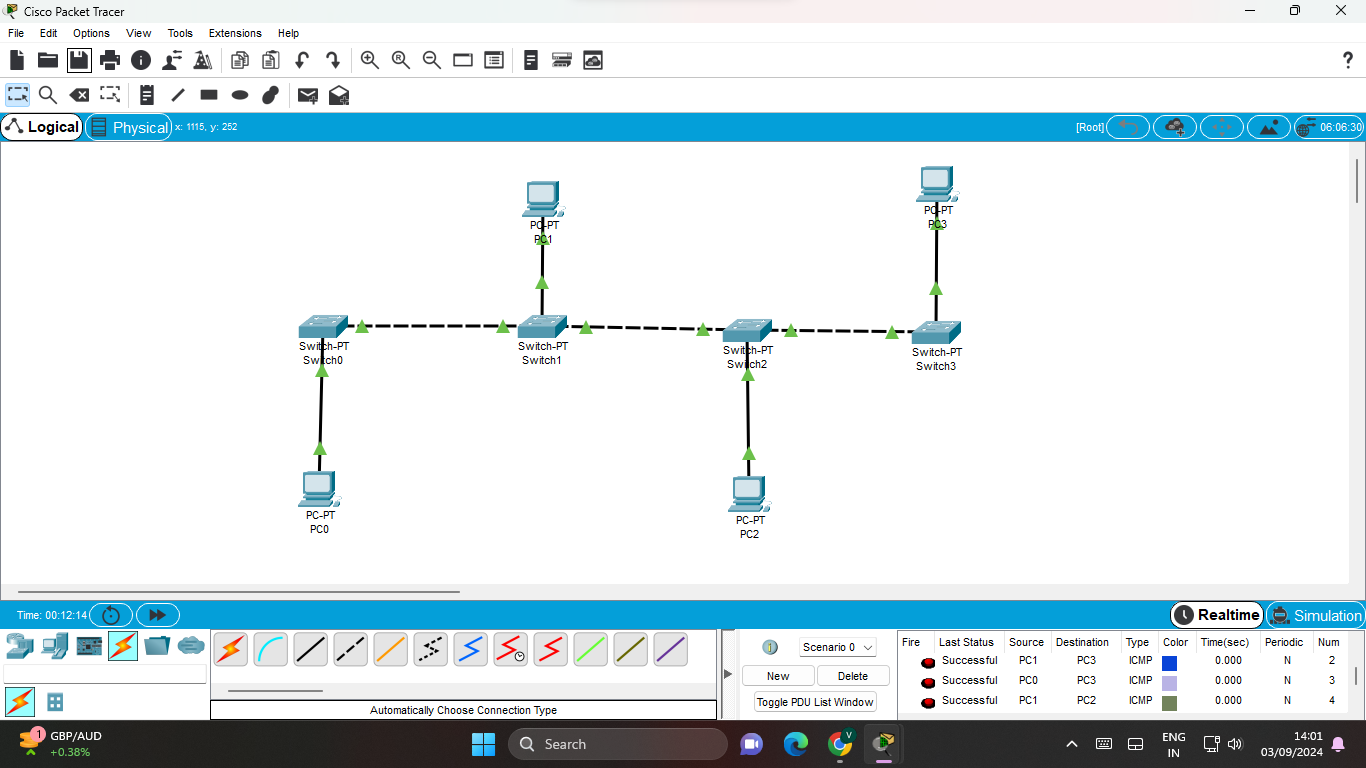 Cisco Packet Tracer
File Edit Options View Tools Extensions Help
?
Logical Physical x: 1115, y: 252 [Root] 06:06:30
PC-PT
PC1
PC-PT
PC3
Switch-PT
Switch0
Switch-PT
Switch1
Switch-PT
Switch2
Switch-PT
Switch3
PC-PT
PC0
PC-PT
PC2
Time: 00:12:14 Realtime Simulation
Scenario 0
New Delete
Toggle PDU List Window
Automatically Choose Connection Type
Fire Last Status Source Destination Type Color Time(sec) Periodic Num
Successful PC1 PC3 ICMP 0.000 N 2
Successful PC0 PC3 ICMP 0.000 N 3
Successful PC1 PC2 ICMP 0.000 N 4
1
GBP/AUD
+0.38%
Search
V
ENG
IN
14:01
03/09/2024